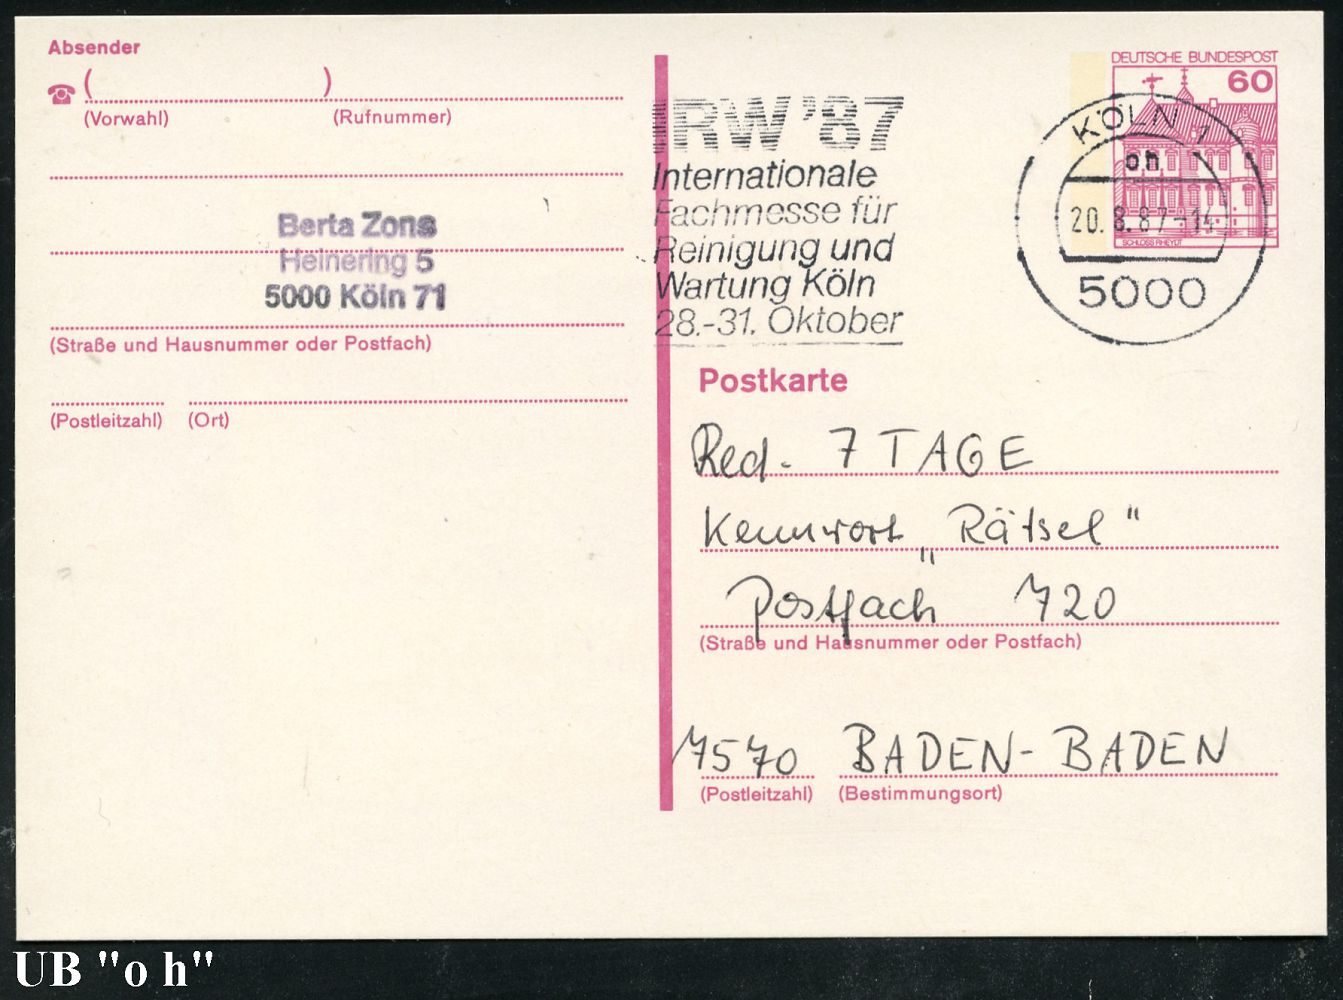 Absender
( )
(Vorwahl) (Rufnummer)
Berta Zons
Heinering 5
5000 Köln 71
(Straße und Hausnummer oder Postfach)
(Postleitzahl) (Ort)
IRW '87
Internationale
Fachmesse für
Reinigung und
Wartung Köln
28.-31. Oktober
DEUTSCHE BUNDESPOST
60
SCHLOSS RHEYDT
KÖLN 1
oh
20.8.87-14
5000
Postkarte
Red. 7 TAGE
Kennwort „Rätsel"
Postfach 720
(Straße und Hausnummer oder Postfach)
7570 BADEN-BADEN
(Postleitzahl) (Bestimmungsort)
UB "o h"